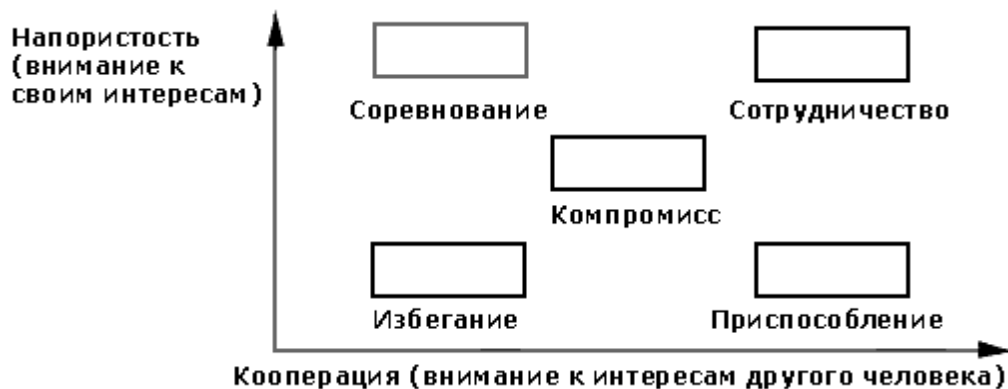 Напористость
(внимание к
своим интересам)
Соревнование
Сотрудничество
Компромисс
Избегание
Приспособление
Кооперация (внимание к интересам другого человека)